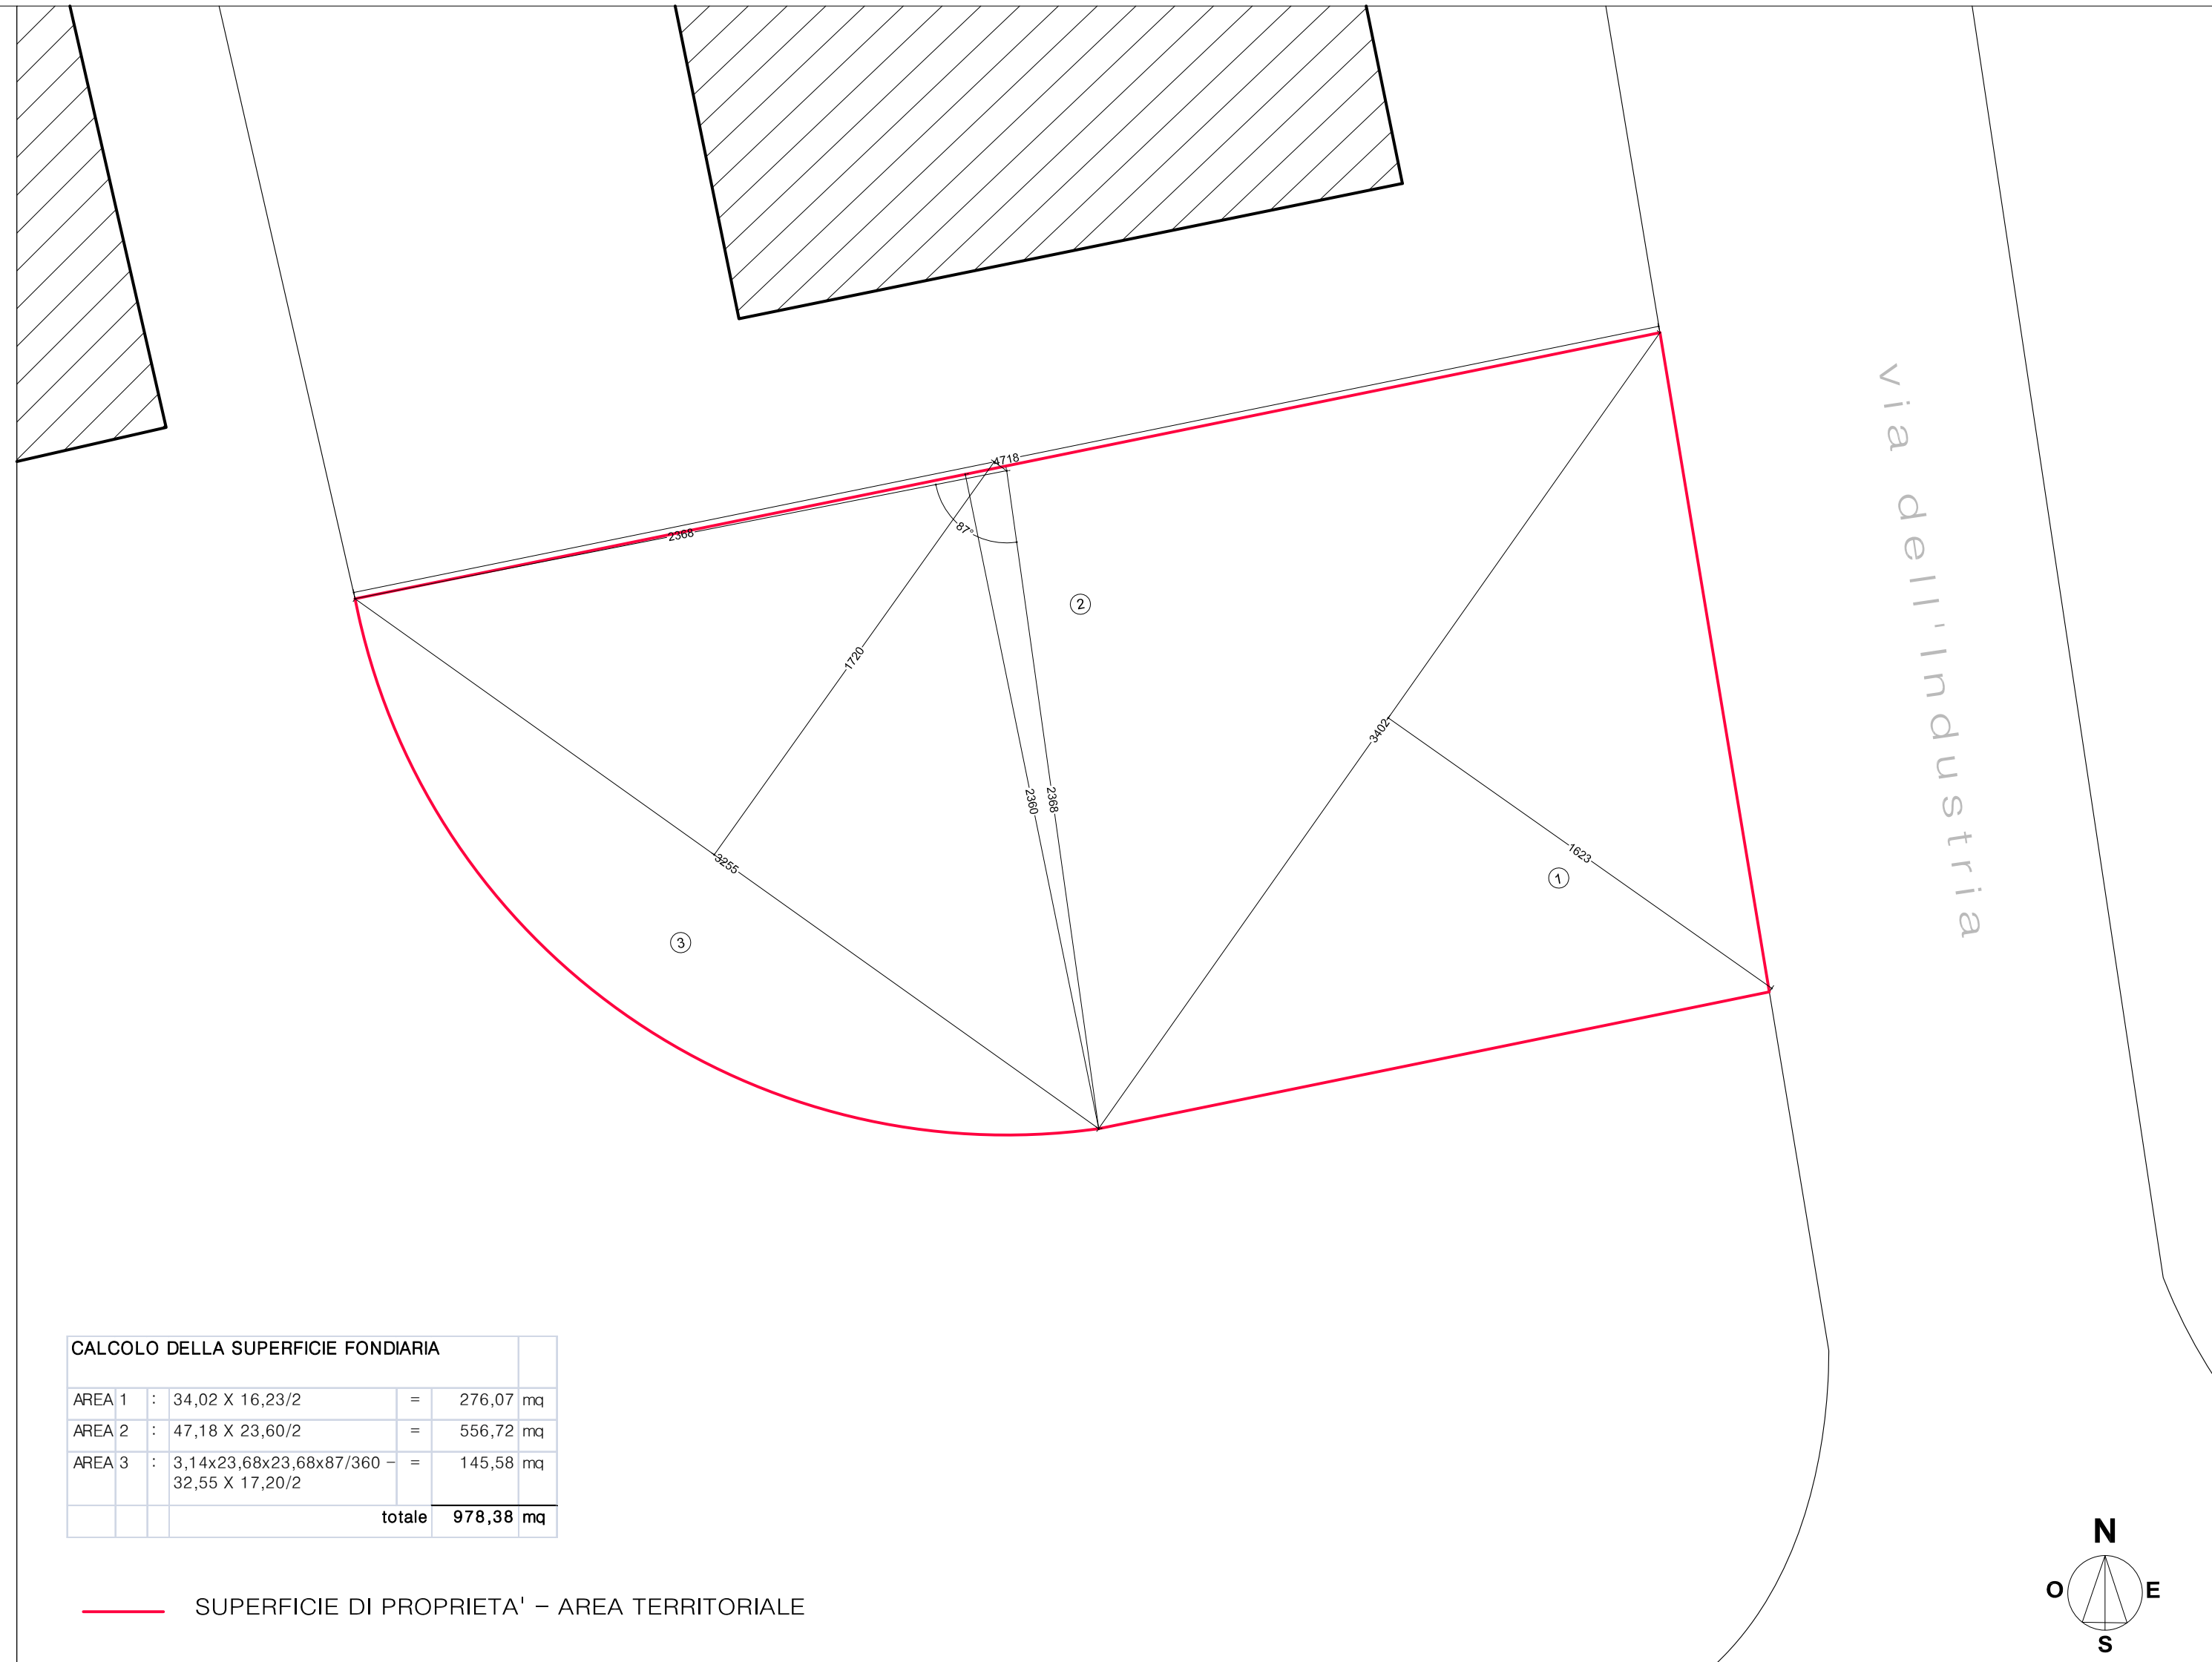 4718
2368
87°
2
1720
3402
2360
2368
3255
1623
1
3
via dell'Industria
CALCOLO DELLA SUPERFICIE FONDIARIA
AREA 1 : 34,02 X 16,23/2 = 276,07 mq
AREA 2 : 47,18 X 23,60/2 = 556,72 mq
AREA 3 : 3,14x23,68x23,68x87/360 – = 145,58 mq
32,55 X 17,20/2
totale 978,38 mq
SUPERFICIE DI PROPRIETA' – AREA TERRITORIALE
N
O E
S